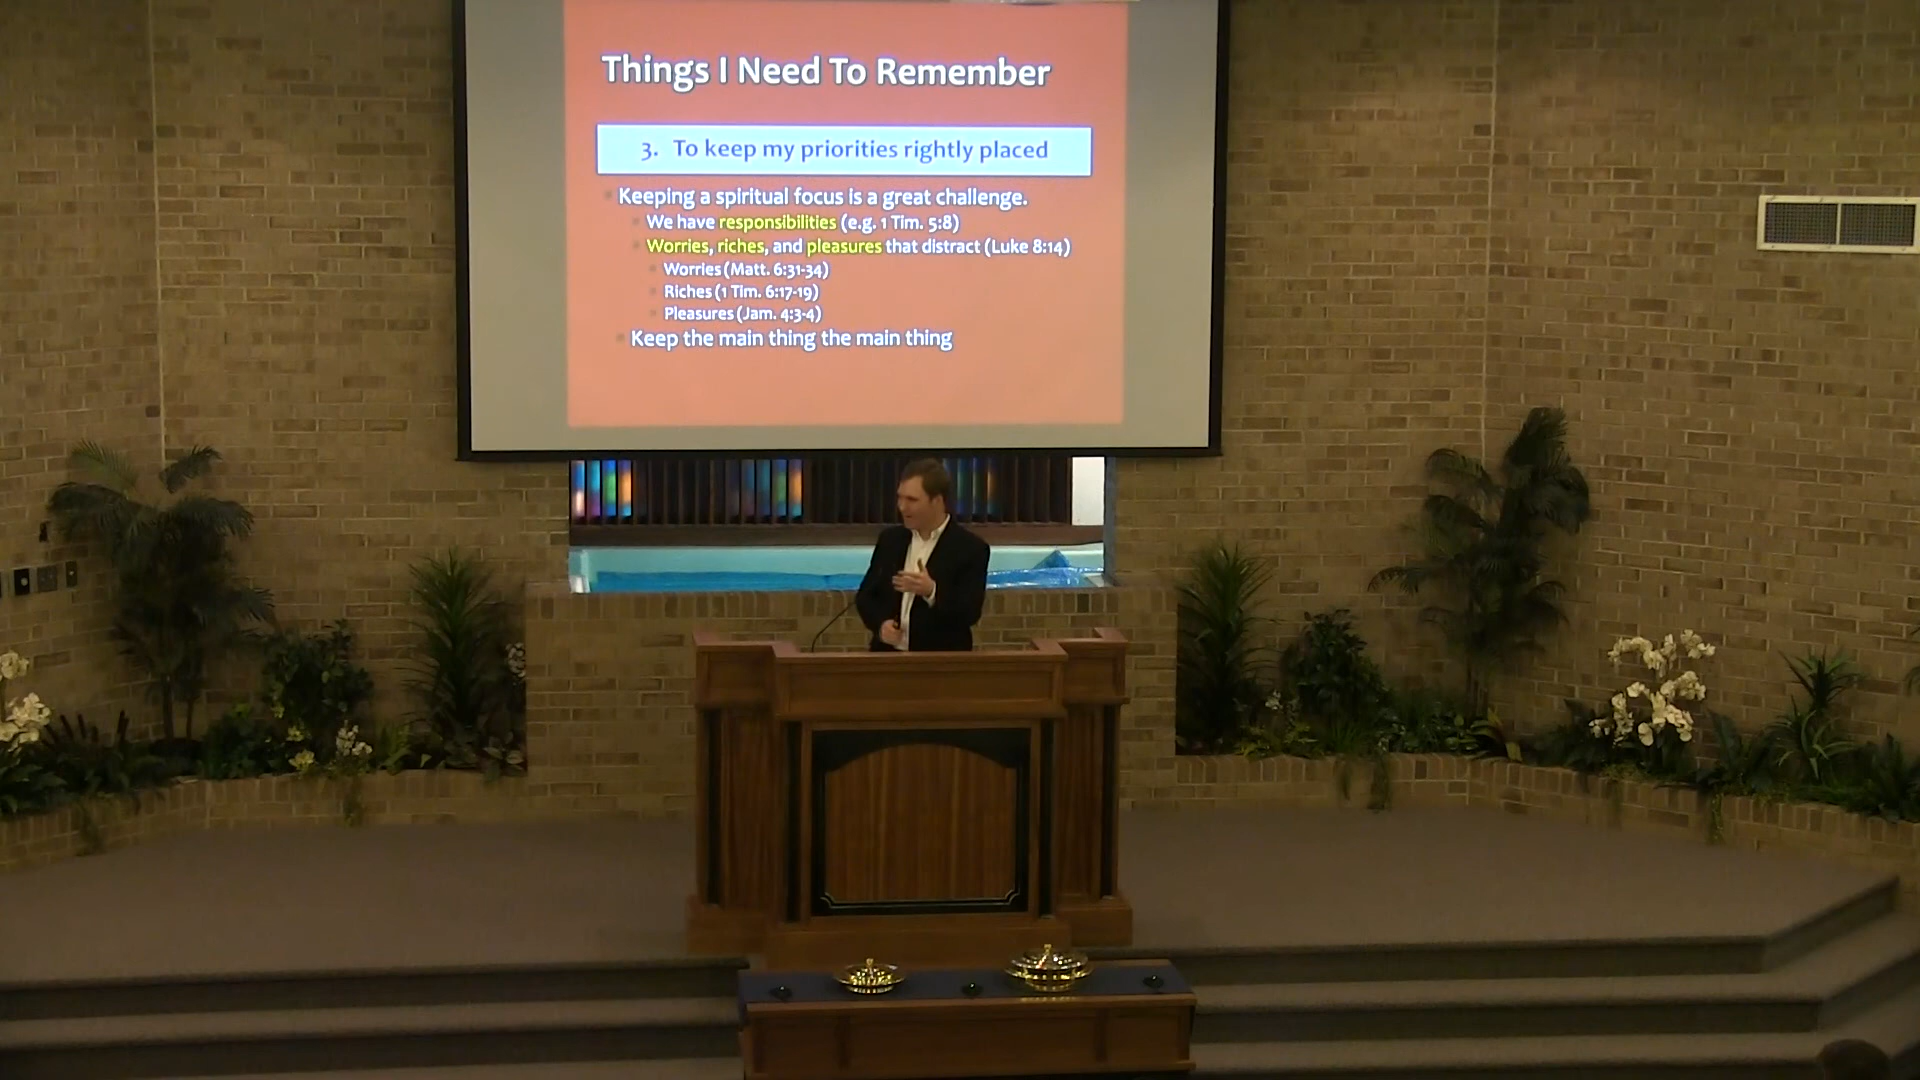 Things I Need To Remember
3. To keep my priorities rightly placed
Keeping a spiritual focus is a great challenge.
We have responsibilities (e.g. 1 Tim. 5:8)
Worries, riches, and pleasures that distract (Luke 8:14)
Worries (Matt. 6:31-34)
Riches (1 Tim. 6:17-19)
Pleasures (Jam. 4:3-4)
Keep the main thing the main thing